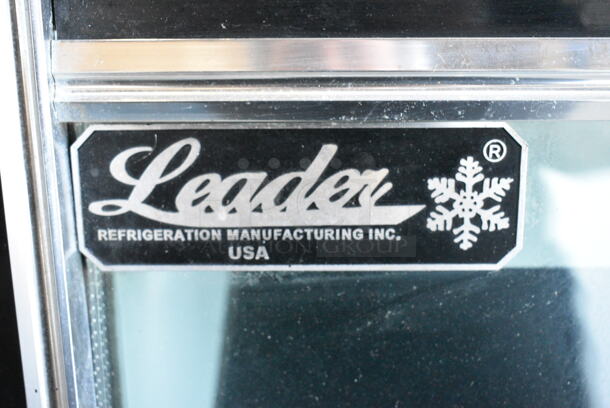 Leader ®
REFRIGERATION MANUFACTURING INC.
USA